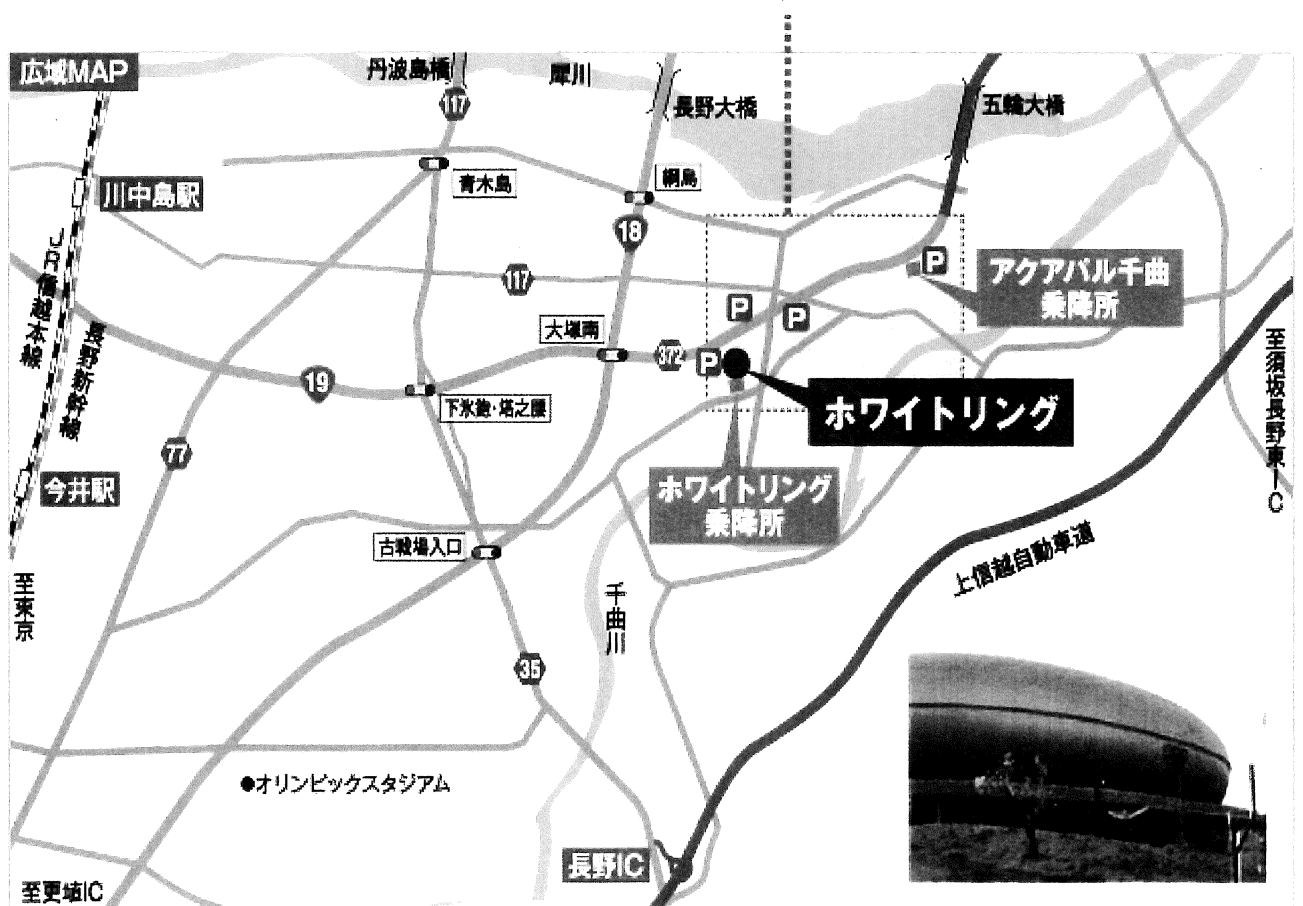 広域MAP
丹波島橋
犀川
長野大橋
五輪大橋
117
青木島
綱島
川中島駅
18
P
アクアパル千曲
乗降所
117
JR信越本線
長野新幹線
P
P
大塚南
372
P
至須坂長野東IC
19
下氷鉋・塔之腰
ホワイトリング
77
今井駅
ホワイトリング
乗降所
古戦場入口
上信越自動車道
至東京
千曲川
35
●オリンピックスタジアム
長野IC
至更埴IC